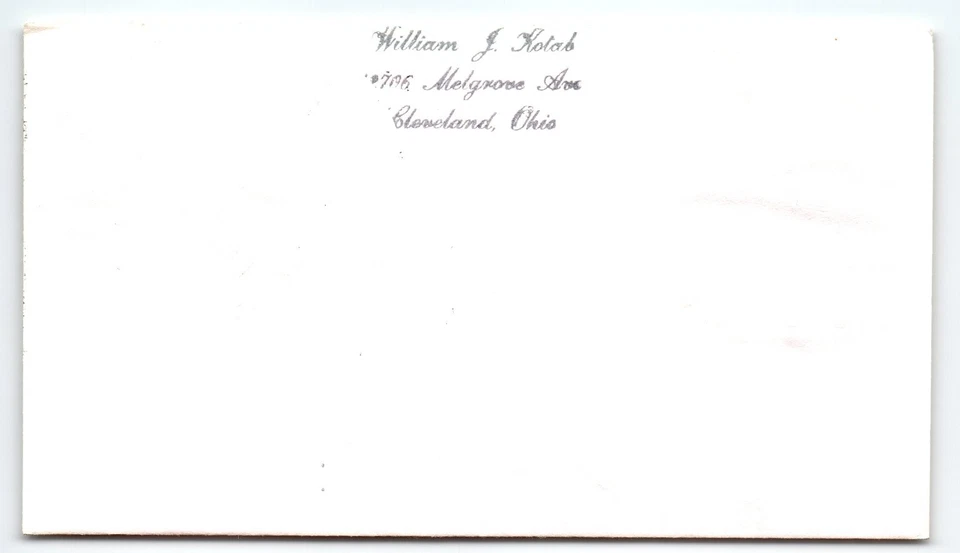 William J. Kotab
Melgrove Ave
Cleveland, Ohio